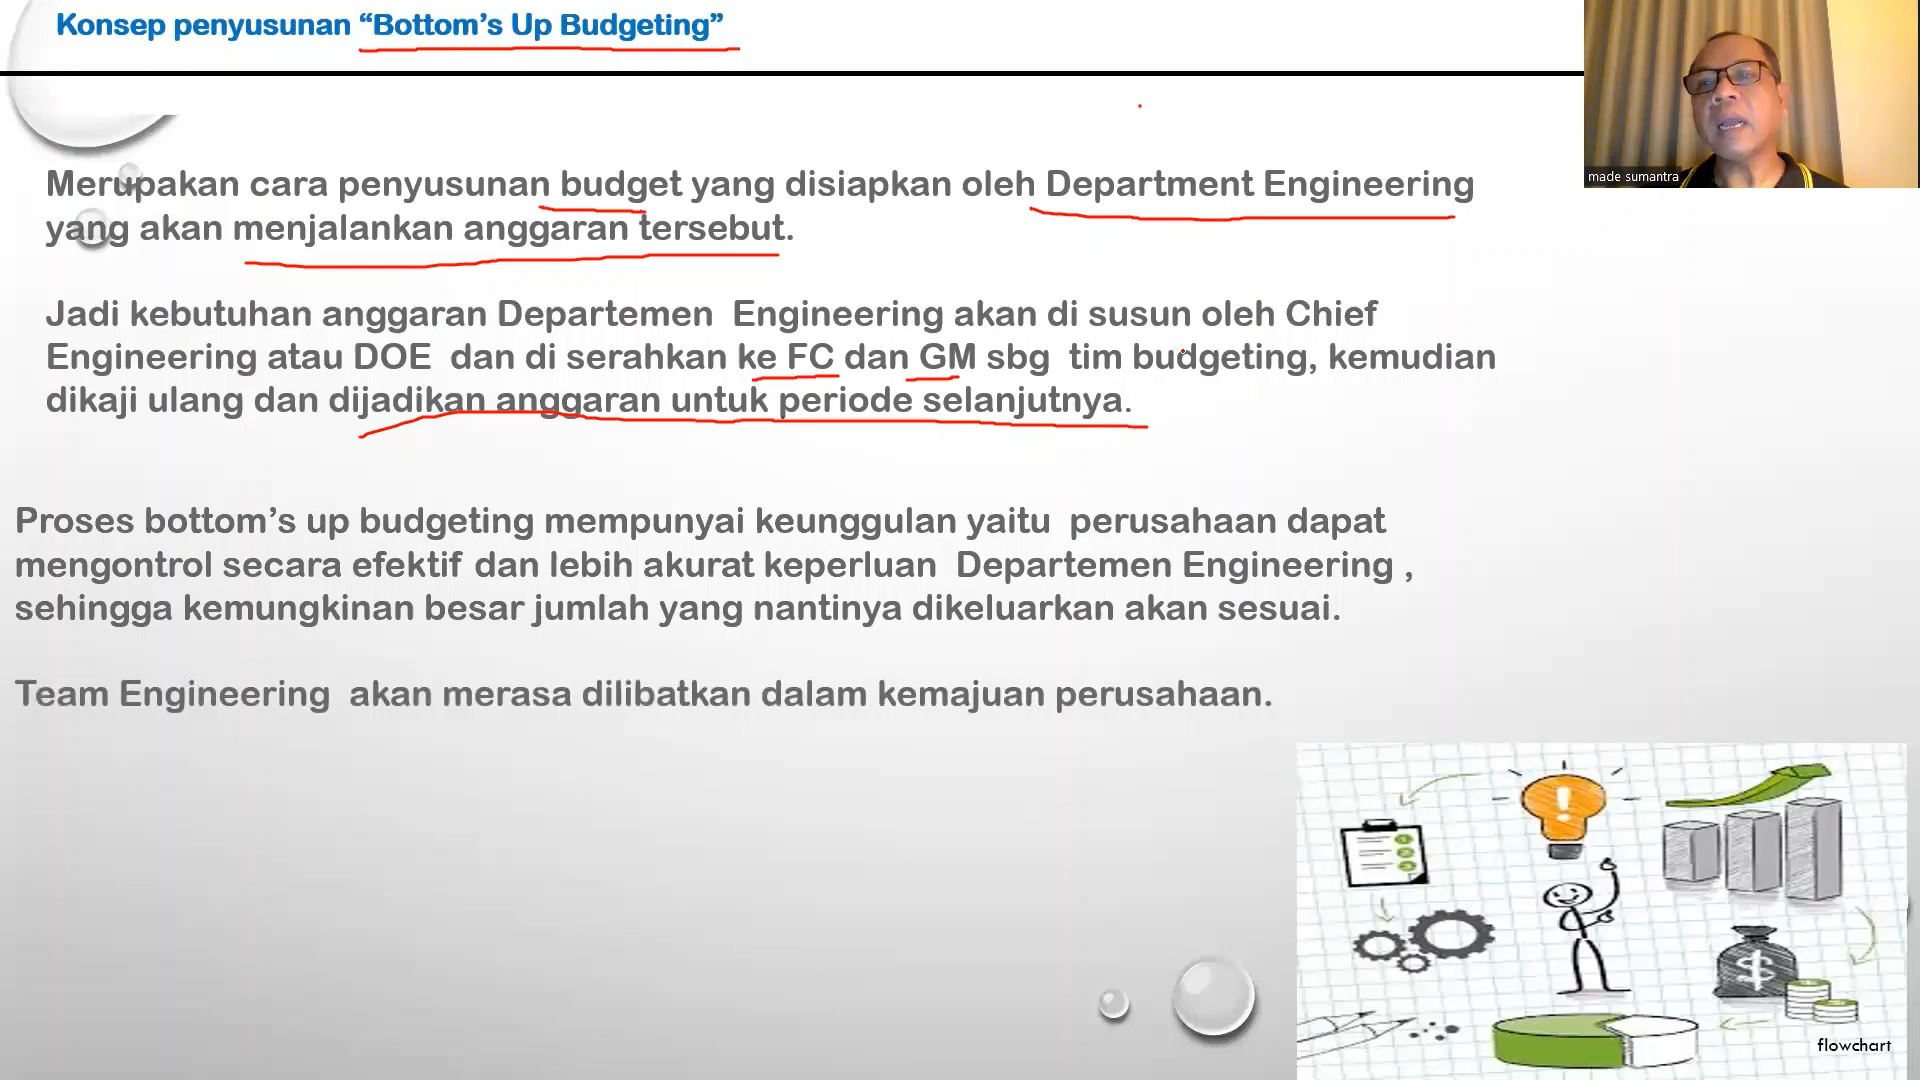 Konsep penyusunan “Bottom’s Up Budgeting”
made sumantra
Merupakan cara penyusunan budget yang disiapkan oleh Department Engineering
yang akan menjalankan anggaran tersebut.
Jadi kebutuhan anggaran Departemen Engineering akan di susun oleh Chief
Engineering atau DOE dan di serahkan ke FC dan GM sbg tim budgeting, kemudian
dikaji ulang dan dijadikan anggaran untuk periode selanjutnya.
Proses bottom’s up budgeting mempunyai keunggulan yaitu perusahaan dapat
mengontrol secara efektif dan lebih akurat keperluan Departemen Engineering ,
sehingga kemungkinan besar jumlah yang nantinya dikeluarkan akan sesuai.
Team Engineering akan merasa dilibatkan dalam kemajuan perusahaan.
!
$
flowchart